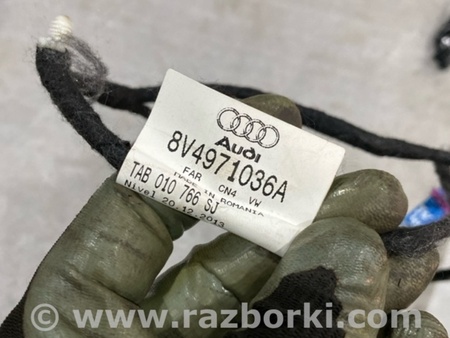 Audi
8V4971036A
FAR CN4 VW
MADE IN ROMANIA
TAB 010 766 SJ
Nivel 20.12.2013
© www.razborki.com